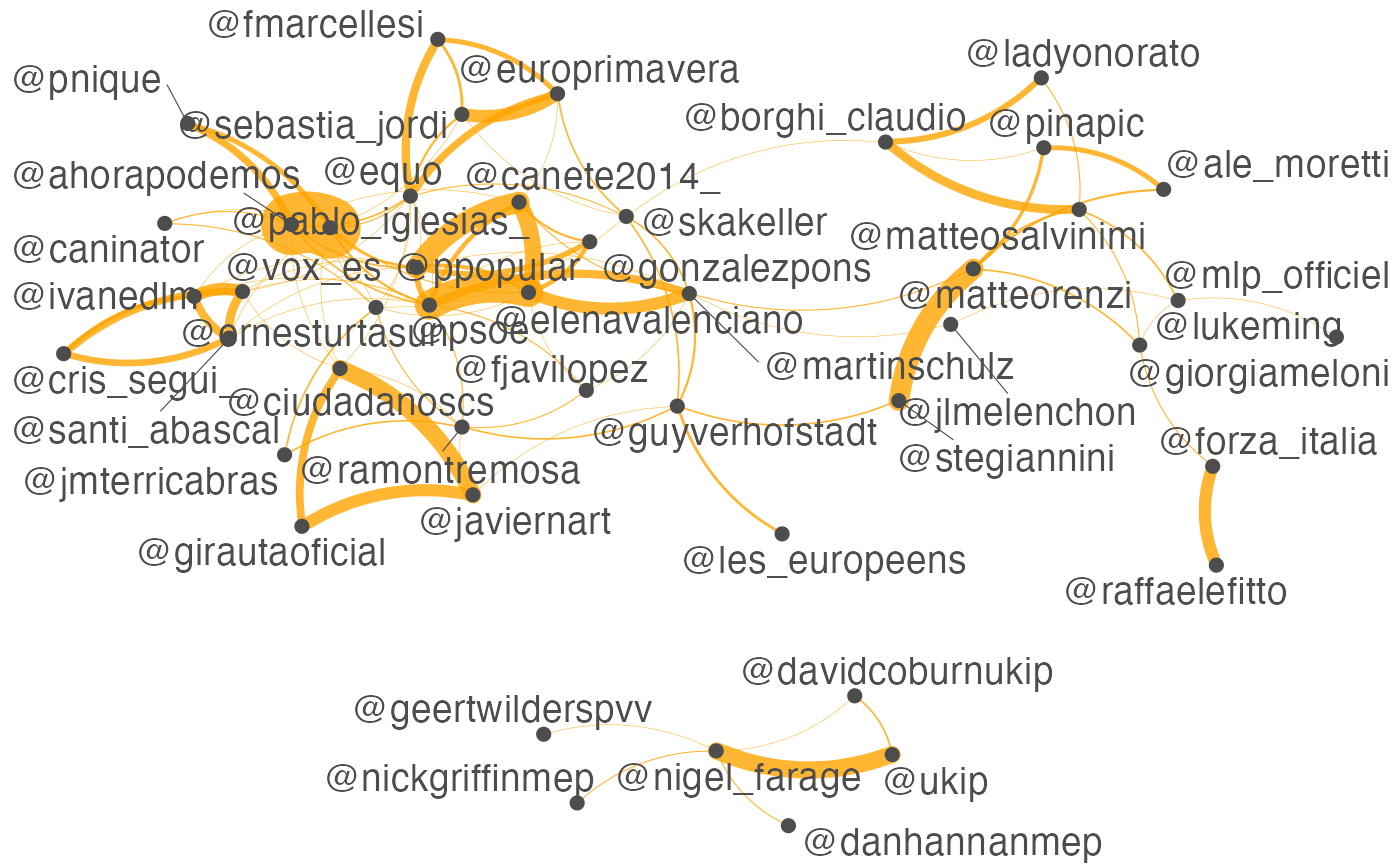 @fmarcellesi
@ladyonorato
@europrimavera
@pnique
@borghi_claudio
@pinapic
@sebastia_jordi
@ale_moretti
@ahorapodemos
@equo
@canete2014_
@pablo_iglesias_
@skakeller
@matteosalvinimi
@caninator
@vox_es
@ppopular
@gonzalezpons
@mlp_officiel
@ivanedlm
@matteorenzi
@ernesturtasun
@psoe
@elenavalenciano
@lukeming
@cris_segui_
@fjavilopez
@martinschulz
@giorgiameloni
@ciudadanoscs
@jlmelenchon
@santi_abascal
@guyverhofstadt
@forza_italia
@jmterricabras
@ramontremosa
@stegiannini
@javiernart
@girautaoficial
@les_europeens
@raffaelefitto
@davidcoburnukip
@geertwilderspvv
@nickgriffinmep
@nigel_farage
@ukip
@danhannanmep